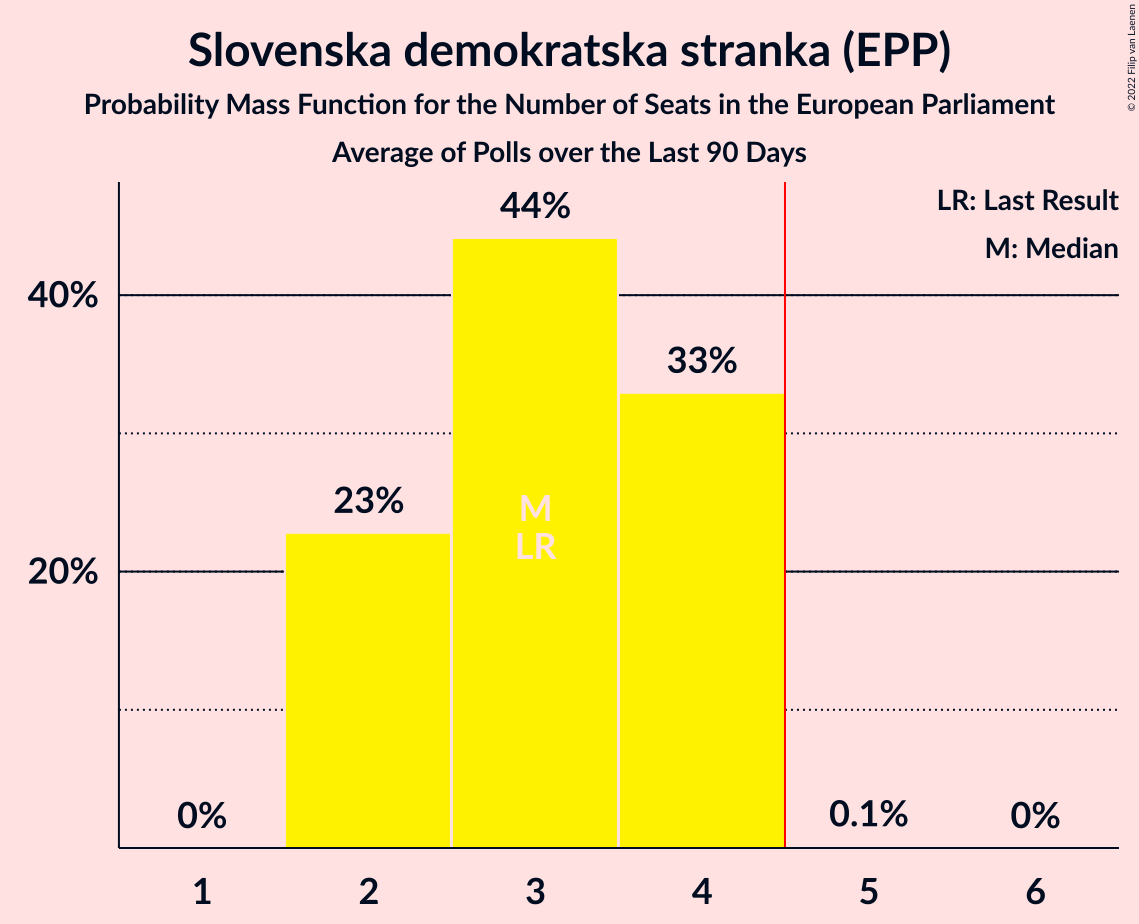 Slovenska demokratska stranka (EPP)
Probability Mass Function for the Number of Seats in the European Parliament
Average of Polls over the Last 90 Days
© 2022 Filip van Laenen
LR: Last Result
M: Median
44%
40%
33%
23%
M
LR
20%
0%
0.1%
0%
1 2 3 4 5 6